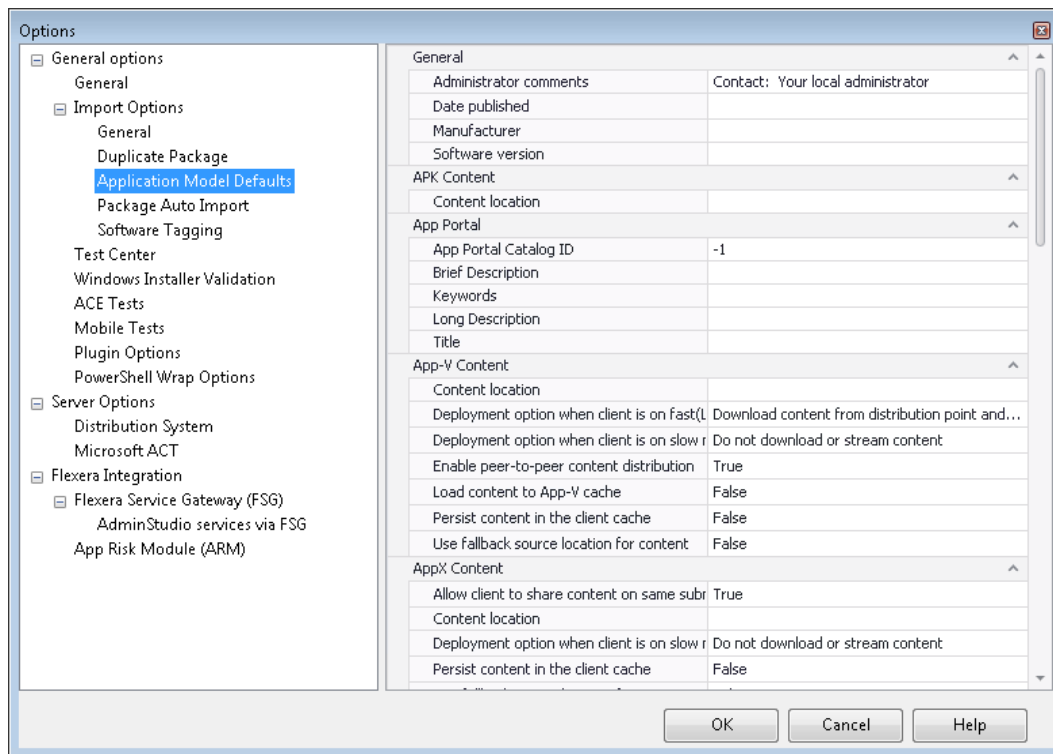 Options
General options
General
Import Options
General
Duplicate Package
Application Model Defaults
Package Auto Import
Software Tagging
Test Center
Windows Installer Validation
ACE Tests
Mobile Tests
Plugin Options
PowerShell Wrap Options
Server Options
Distribution System
Microsoft ACT
Flexera Integration
Flexera Service Gateway (FSG)
AdminStudio services via FSG
App Risk Module (ARM)
General
Administrator comments Contact: Your local administrator
Date published
Manufacturer
Software version
APK Content
Content location
App Portal
App Portal Catalog ID -1
Brief Description
Keywords
Long Description
Title
App-V Content
Content location
Deployment option when client is on fast(L Download content from distribution point and...
Deployment option when client is on slow r Do not download or stream content
Enable peer-to-peer content distribution True
Load content to App-V cache False
Persist content in the client cache False
Use fallback source location for content False
AppX Content
Allow client to share content on same subr True
Content location
Deployment option when client is on slow r Do not download or stream content
Persist content in the client cache False
OK Cancel Help